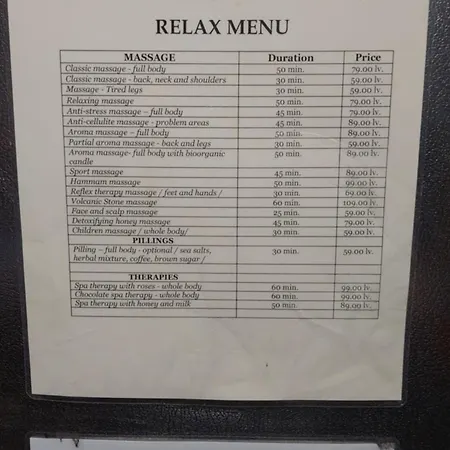 RELAX MENU
MASSAGE Duration Price
Classic massage - full body 50 min. 79.00 lv.
Classic massage - back, neck and shoulders 30 min. 59.00 lv.
Massage - Tired legs 30 min. 59.00 lv.
Relaxing massage 50 min. 79.00 lv.
Anti-stress massage – full body 45 min. 79.00 lv.
Anti-cellulite massage - problem areas 45 min. 89.00 lv.
Aroma massage – full body 50 min. 89.00 lv.
Partial aroma massage - back and legs 30 min. 59.00 lv.
Aroma massage- full body with bioorganic 50 min. 89.00 lv.
candle
Sport massage 45 min. 89.00 lv.
Hammam massage 50 min. 99.00 lv.
Reflex therapy massage / feet and hands / 30 min. 69.00 lv.
Volcanic Stone massage 60 min. 109.00 lv.
Face and scalp massage 25 min. 59.00 lv.
Detoxifying honey massage 45 min. 79.00 lv.
Children massage / whole body/ 30 min. 59.00 lv.
PILLINGS
Pilling – full body - optional / sea salts, 30 min. 59.00 lv.
herbal mixture, coffee, brown sugar /
THERAPIES
Spa therapy with roses - whole body 60 min. 99.00 lv.
Chocolate spa therapy - whole body 60 min. 99.00 lv.
Spa therapy with honey and milk 50 min. 89.00 lv.